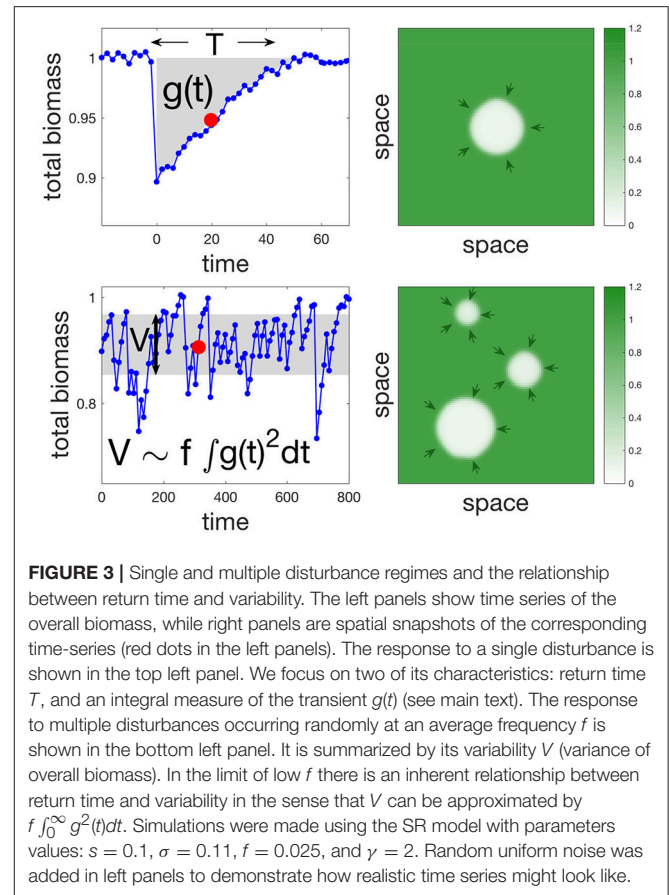 T
g(t)
1
0.95
0.9
total biomass
0
20
40
60
time
space
space
1.2
1
0.8
0.6
0.4
0.2
0
V
V ~ f ∫g(t)²dt
1
0.8
total biomass
0
200
400
600
800
time
space
space
1.2
1
0.8
0.6
0.4
0.2
0
FIGURE 3 | Single and multiple disturbance regimes and the relationship
between return time and variability. The left panels show time series of the
overall biomass, while right panels are spatial snapshots of the corresponding
time-series (red dots in the left panels). The response to a single disturbance is
shown in the top left panel. We focus on two of its characteristics: return time
T, and an integral measure of the transient g(t) (see main text). The response
to multiple disturbances occurring randomly at an average frequency f is
shown in the bottom left panel. It is summarized by its variability V (variance of
overall biomass). In the limit of low f there is an inherent relationship between
return time and variability in the sense that V can be approximated by
f ∫₀^∞ g²(t)dt. Simulations were made using the SR model with parameters
values: s = 0.1, σ = 0.11, f = 0.025, and γ = 2. Random uniform noise was
added in left panels to demonstrate how realistic time series might look like.